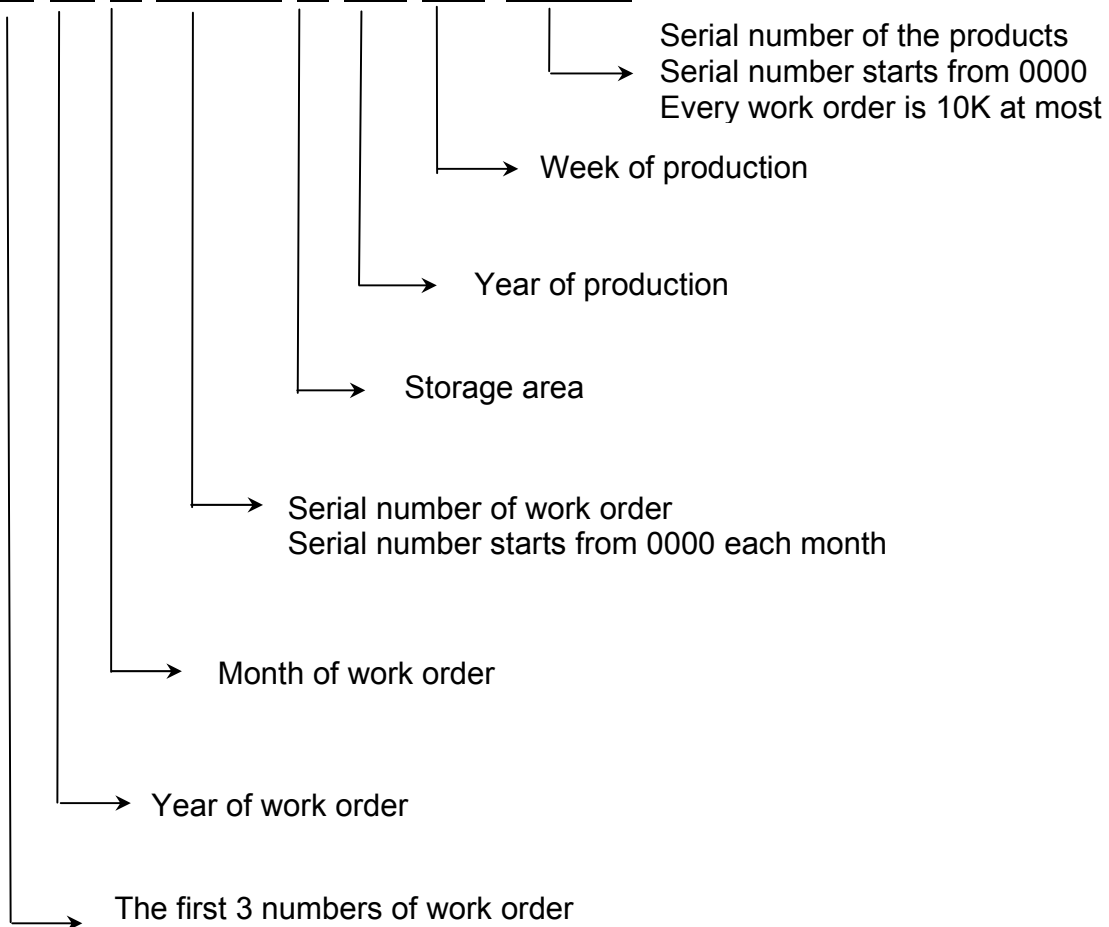 Serial number of the products
Serial number starts from 0000
Every work order is 10K at most
Week of production
Year of production
Storage area
Serial number of work order
Serial number starts from 0000 each month
Month of work order
Year of work order
The first 3 numbers of work order